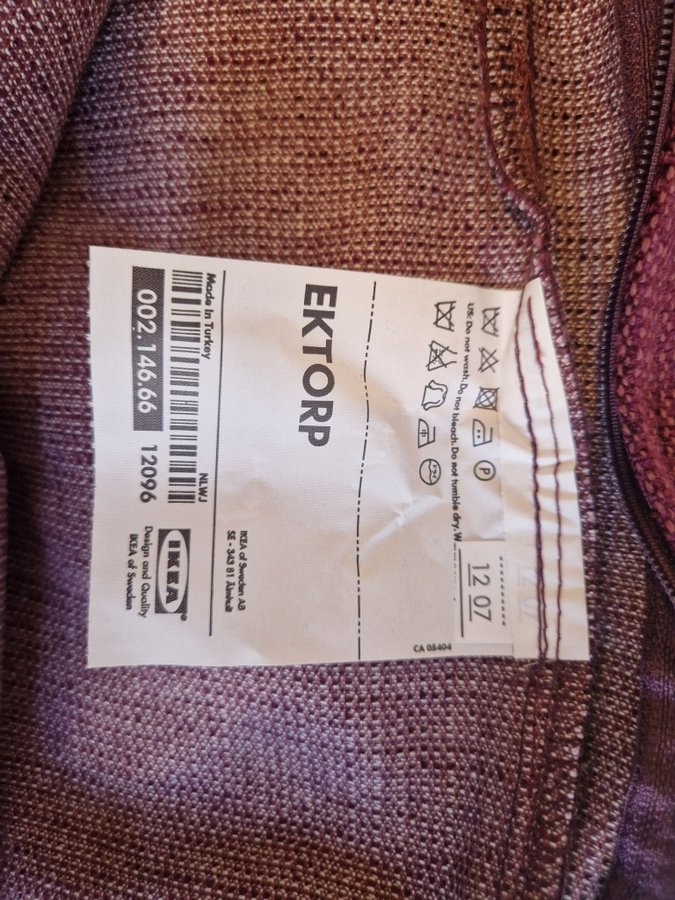 US: Do not wash. Do not bleach. Do not tumble dry.
P
12 07
CA 05404
EKTORP
IKEA of Sweden AB
SE - 343 81 Älmhult
Made in Turkey
NLWJ
002.146.66 12096
IKEA®
Design and Quality
IKEA of Sweden